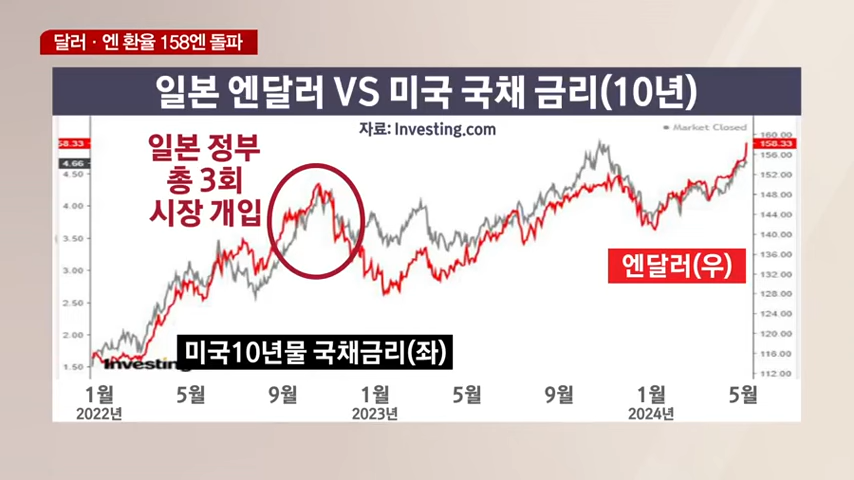 달러·엔 환율 158엔 돌파
일본 엔달러 VS 미국 국채 금리(10년)
자료: Investing.com
Market Closed
일본 정부
총 3회
시장 개입
58.33
4.66
4.50
4.00
3.50
3.00
2.50
2.00
1.50
160.00
158.33
156.00
152.00
148.00
144.00
140.00
136.00
132.00
128.00
124.00
120.00
116.00
112.00
엔달러(우)
미국10년물 국채금리(좌)
Investing
1월 5월 9월 1월 5월 9월 1월 5월
2022년 2023년 2024년